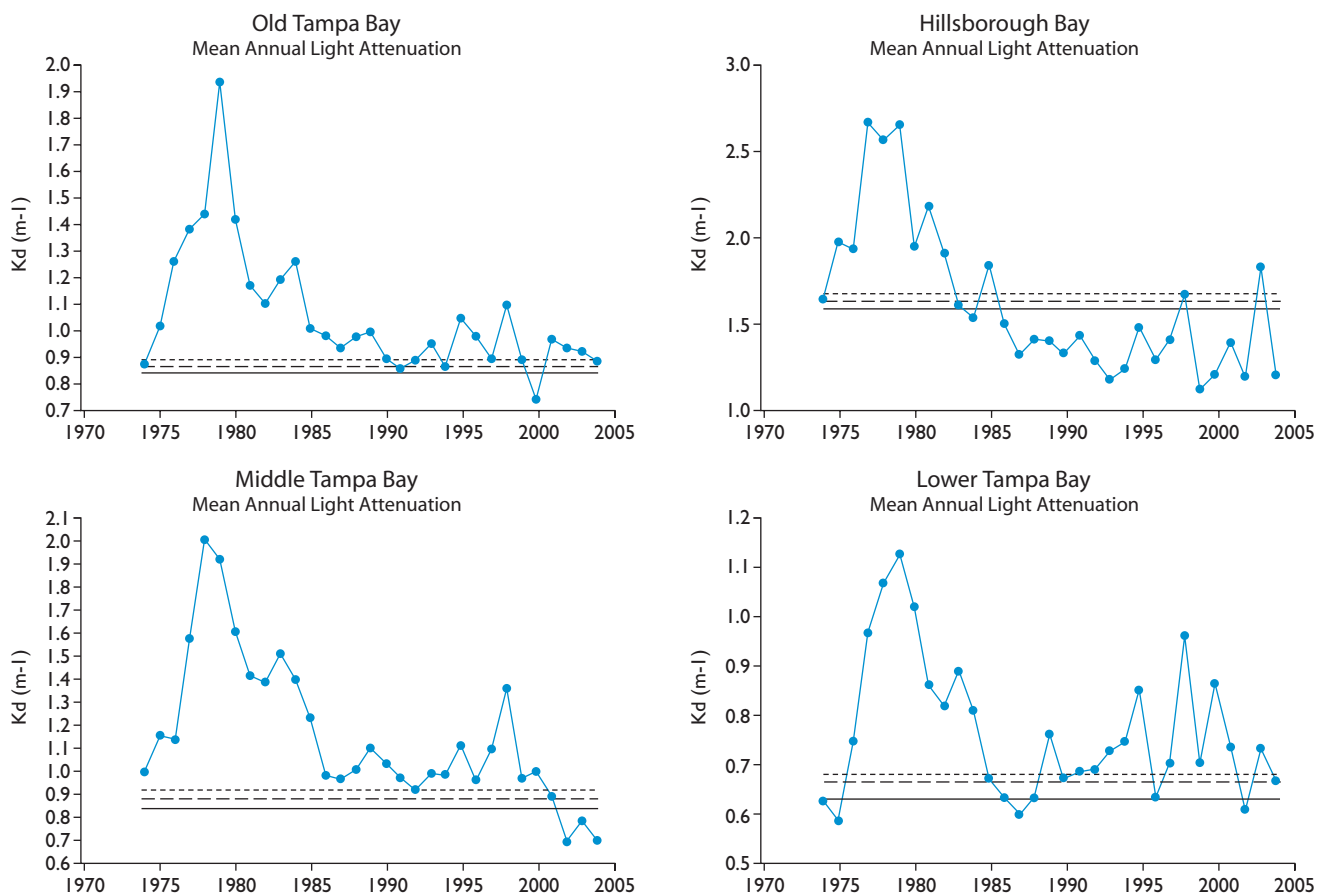 Old Tampa Bay
Mean Annual Light Attenuation
2.0
1.9
1.8
1.7
1.6
1.5
1.4
1.3
1.2
1.1
1.0
0.9
0.8
0.7
Kd (m-1)
1970 1975 1980 1985 1990 1995 2000 2005
Hillsborough Bay
Mean Annual Light Attenuation
3.0
2.5
2.0
1.5
1.0
Kd (m-1)
1970 1975 1980 1985 1990 1995 2000 2005
Middle Tampa Bay
Mean Annual Light Attenuation
2.1
2.0
1.9
1.8
1.7
1.6
1.5
1.4
1.3
1.2
1.1
1.0
0.9
0.8
0.7
0.6
Kd (m-1)
1970 1975 1980 1985 1990 1995 2000 2005
Lower Tampa Bay
Mean Annual Light Attenuation
1.2
1.1
1.0
0.9
0.8
0.7
0.6
0.5
Kd (m-1)
1970 1975 1980 1985 1990 1995 2000 2005